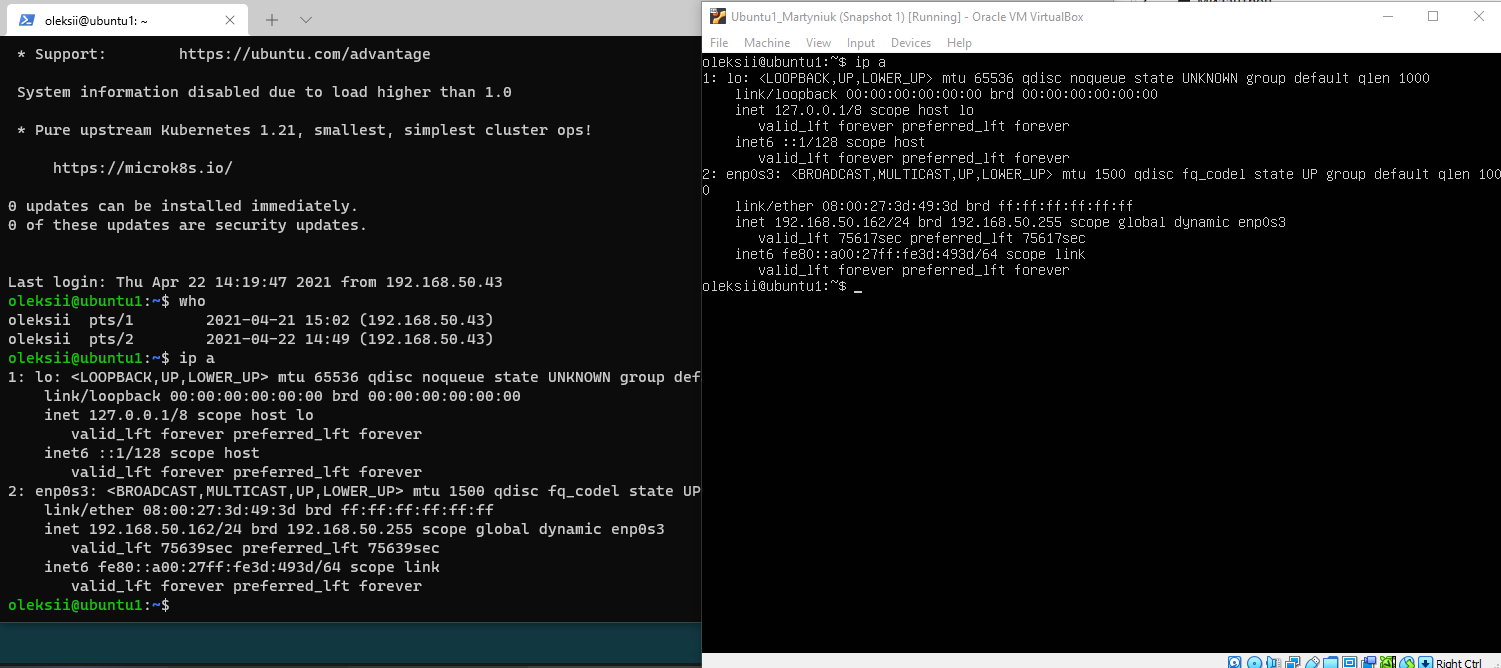 oleksii@ubuntu1: ~
* Support:        https://ubuntu.com/advantage
System information disabled due to load higher than 1.0
* Pure upstream Kubernetes 1.21, smallest, simplest cluster ops!
https://microk8s.io/
0 updates can be installed immediately.
0 of these updates are security updates.
Last login: Thu Apr 22 14:19:47 2021 from 192.168.50.43
oleksii@ubuntu1:~$ who
oleksii  pts/1        2021-04-21 15:02 (192.168.50.43)
oleksii  pts/2        2021-04-22 14:49 (192.168.50.43)
oleksii@ubuntu1:~$ ip a
1: lo: <LOOPBACK,UP,LOWER_UP> mtu 65536 qdisc noqueue state UNKNOWN group def
link/loopback 00:00:00:00:00:00 brd 00:00:00:00:00:00
inet 127.0.0.1/8 scope host lo
valid_lft forever preferred_lft forever
inet6 ::1/128 scope host
valid_lft forever preferred_lft forever
2: enp0s3: <BROADCAST,MULTICAST,UP,LOWER_UP> mtu 1500 qdisc fq_codel state UP
link/ether 08:00:27:3d:49:3d brd ff:ff:ff:ff:ff:ff
inet 192.168.50.162/24 brd 192.168.50.255 scope global dynamic enp0s3
valid_lft 75639sec preferred_lft 75639sec
inet6 fe80::a00:27ff:fe3d:493d/64 scope link
valid_lft forever preferred_lft forever
oleksii@ubuntu1:~$
Ubuntu1_Martyniuk (Snapshot 1) [Running] - Oracle VM VirtualBox
File Machine View Input Devices Help
oleksii@ubuntu1:~$ ip a
1: lo: <LOOPBACK,UP,LOWER_UP> mtu 65536 qdisc noqueue state UNKNOWN group default qlen 1000
link/loopback 00:00:00:00:00:00 brd 00:00:00:00:00:00
inet 127.0.0.1/8 scope host lo
valid_lft forever preferred_lft forever
inet6 ::1/128 scope host
valid_lft forever preferred_lft forever
2: enp0s3: <BROADCAST,MULTICAST,UP,LOWER_UP> mtu 1500 qdisc fq_codel state UP group default qlen 100
0
link/ether 08:00:27:3d:49:3d brd ff:ff:ff:ff:ff:ff
inet 192.168.50.162/24 brd 192.168.50.255 scope global dynamic enp0s3
valid_lft 75617sec preferred_lft 75617sec
inet6 fe80::a00:27ff:fe3d:493d/64 scope link
valid_lft forever preferred_lft forever
oleksii@ubuntu1:~$ _
Right Ctrl